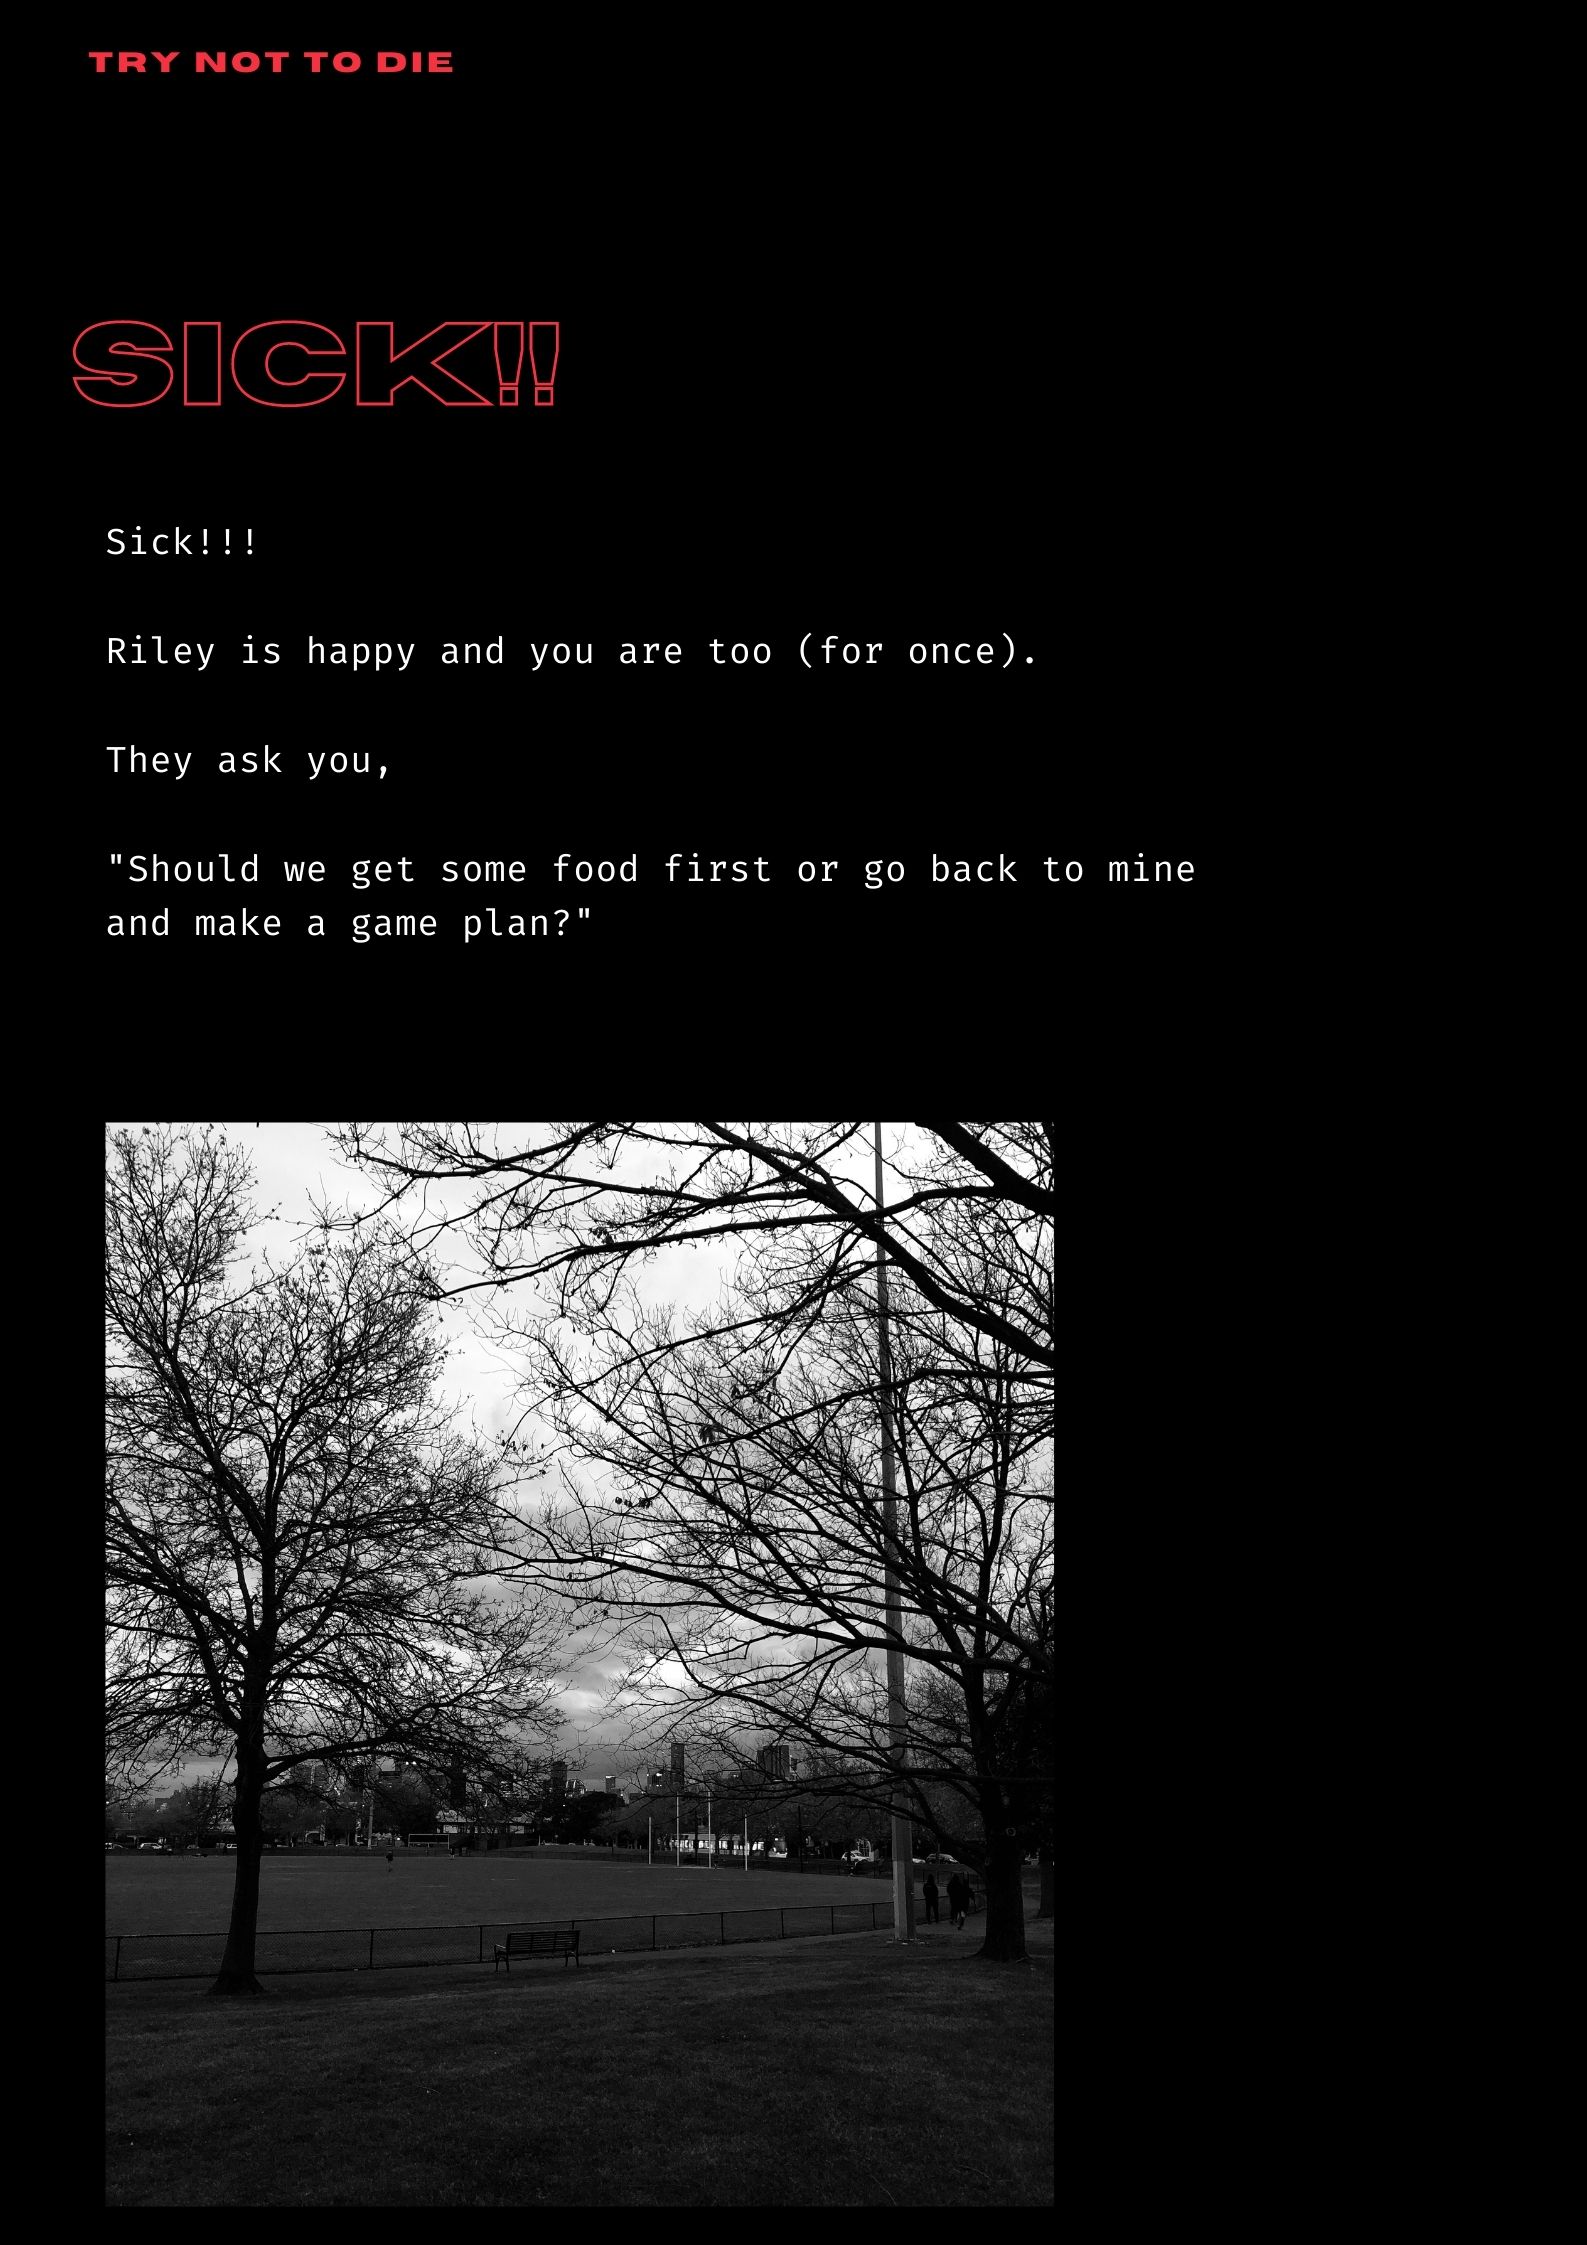 TRY NOT TO DIE
SICK!!
Sick!!!
Riley is happy and you are too (for once).
They ask you,
"Should we get some food first or go back to mine
and make a game plan?"